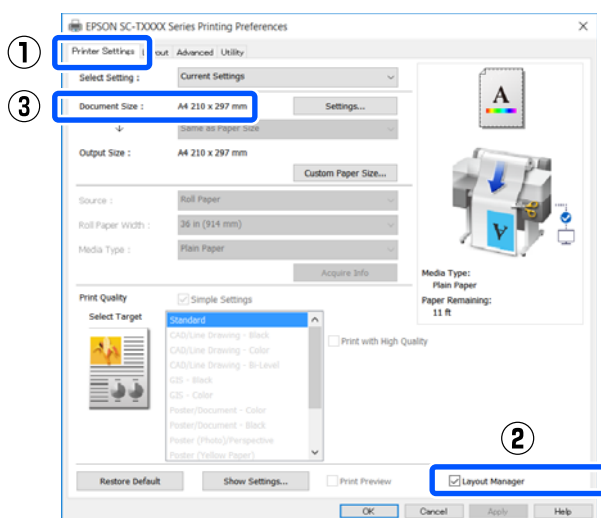 EPSON SC-TXXXX Series Printing Preferences
①
Printer Settings out Advanced Utility
Select Setting : Current Settings
③
Document Size : A4 210 x 297 mm Settings...
Same as Paper Size
Output Size : A4 210 x 297 mm
Custom Paper Size...
Source : Roll Paper
Roll Paper Width : 36 in (914 mm)
Media Type : Plain Paper
Acquire Info
A
A
Media Type:
Plain Paper
Paper Remaining:
11 ft
Print Quality Simple Settings
Select Target
Standard
CAD/Line Drawing - Black
CAD/Line Drawing - Color
CAD/Line Drawing - Bi-Level
GIS - Black
GIS - Color
Poster/Document - Color
Poster/Document - Black
Poster (Photo)/Perspective
Poster (Yellow Paper)
Print with High Quality
②
Restore Default Show Settings... Print Preview Layout Manager
OK Cancel Apply Help